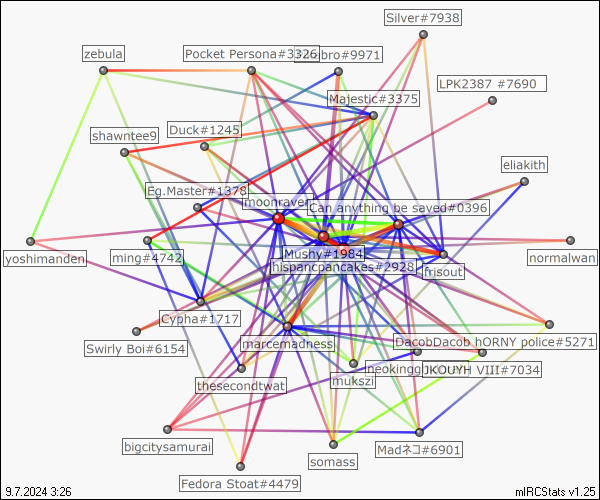 Silver#7938
zebula
Pocket Persona#3326
bro#9971
LPK2387 #7690
Majestic#3375
Duck#1245
shawntee9
eliakith
Eg.Master#1378
moonraven
Can anything be saved#0396
yoshimanden
ming#4742
Mushy#1984
hispancpancakes#2928
frisout
normalwan
Cypha#1717
Swirly Boi#6154
marcemadness
DacobDacob hORNY police#5271
thesecondtwat
mukszi
neokingg
JKOUYH VIII#7034
bigcitysamurai
somass
Madネコ#6901
Fedora Stoat#4479
9.7.2024 3:26
mIRCStats v1.25